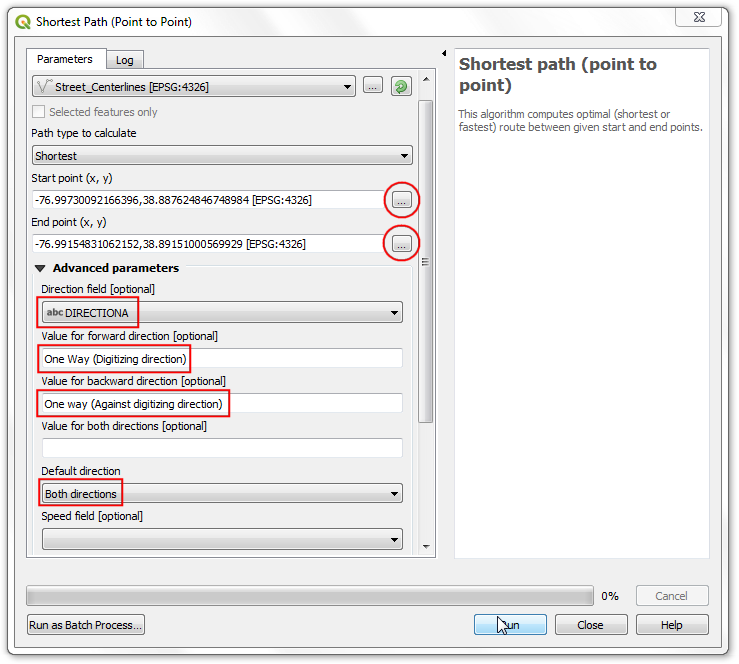 Shortest Path (Point to Point)
Parameters
Log
Street_Centerlines [EPSG:4326]
...
Selected features only
Path type to calculate
Shortest
Start point (x, y)
-76.99730092166396,38.887624846748984 [EPSG:4326]
...
End point (x, y)
-76.99154831062152,38.89151000569929 [EPSG:4326]
...
Advanced parameters
Direction field [optional]
abc DIRECTIONA
Value for forward direction [optional]
One Way (Digitizing direction)
Value for backward direction [optional]
One way (Against digitizing direction)
Value for both directions [optional]
Default direction
Both directions
Speed field [optional]
Shortest path (point to
point)
This algorithm computes optimal (shortest or
fastest) route between given start and end points.
0%
Cancel
Run as Batch Process...
Run
Close
Help